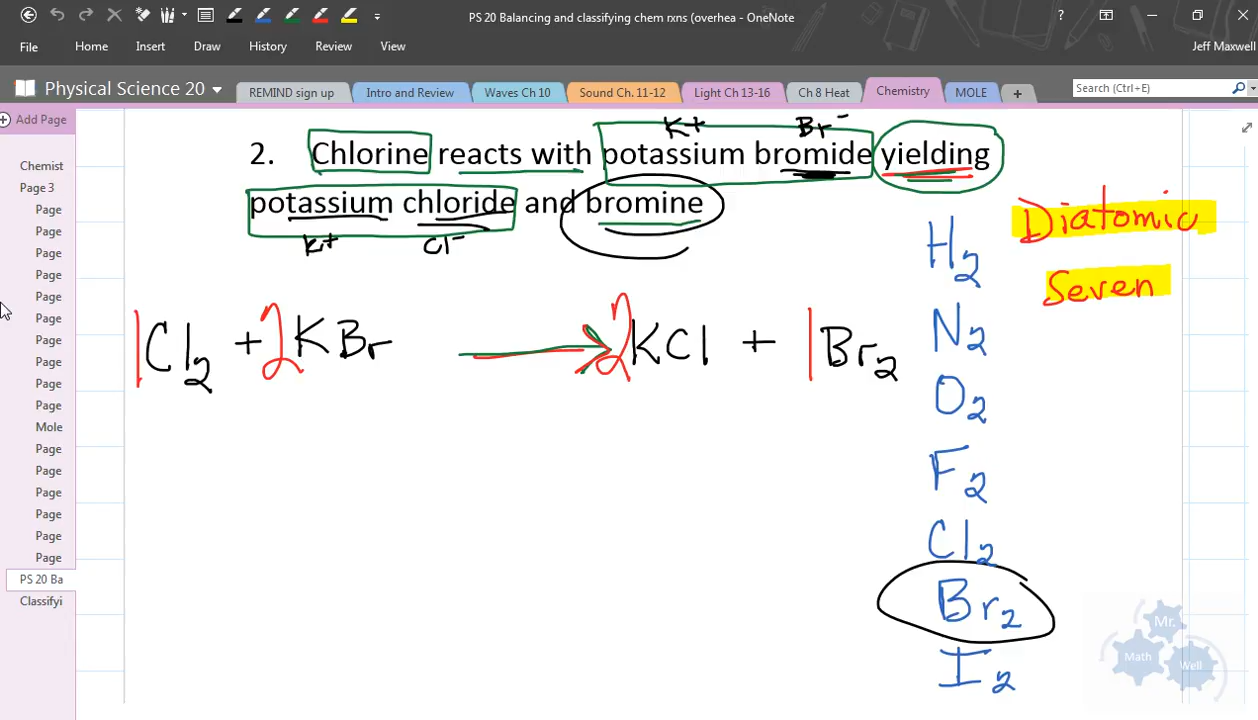 PS 20 Balancing and classifying chem rxns (overhea - OneNote
?
File Home Insert Draw History Review View
Jeff Maxwell
Physical Science 20
REMIND sign up Intro and Review Waves Ch 10 Sound Ch. 11-12 Light Ch 13-16 Ch 8 Heat Chemistry MOLE
Search (Ctrl+E)
Add Page
Chemist
Page 3
Page
Page
Page
Page
Page
Page
Page
Page
Page
Page
Mole
Page
Page
Page
Page
Page
Page
PS 20 Ba
Classifyi
K+ Br-
2. Chlorine reacts with potassium bromide yielding
potassium chloride and bromine
K+ Cl-
Diatomic
Seven
1Cl2 + 2KBr → 2KCl + 1Br2
H2
N2
O2
F2
Cl2
Br2
I2
Mr.
Math Well